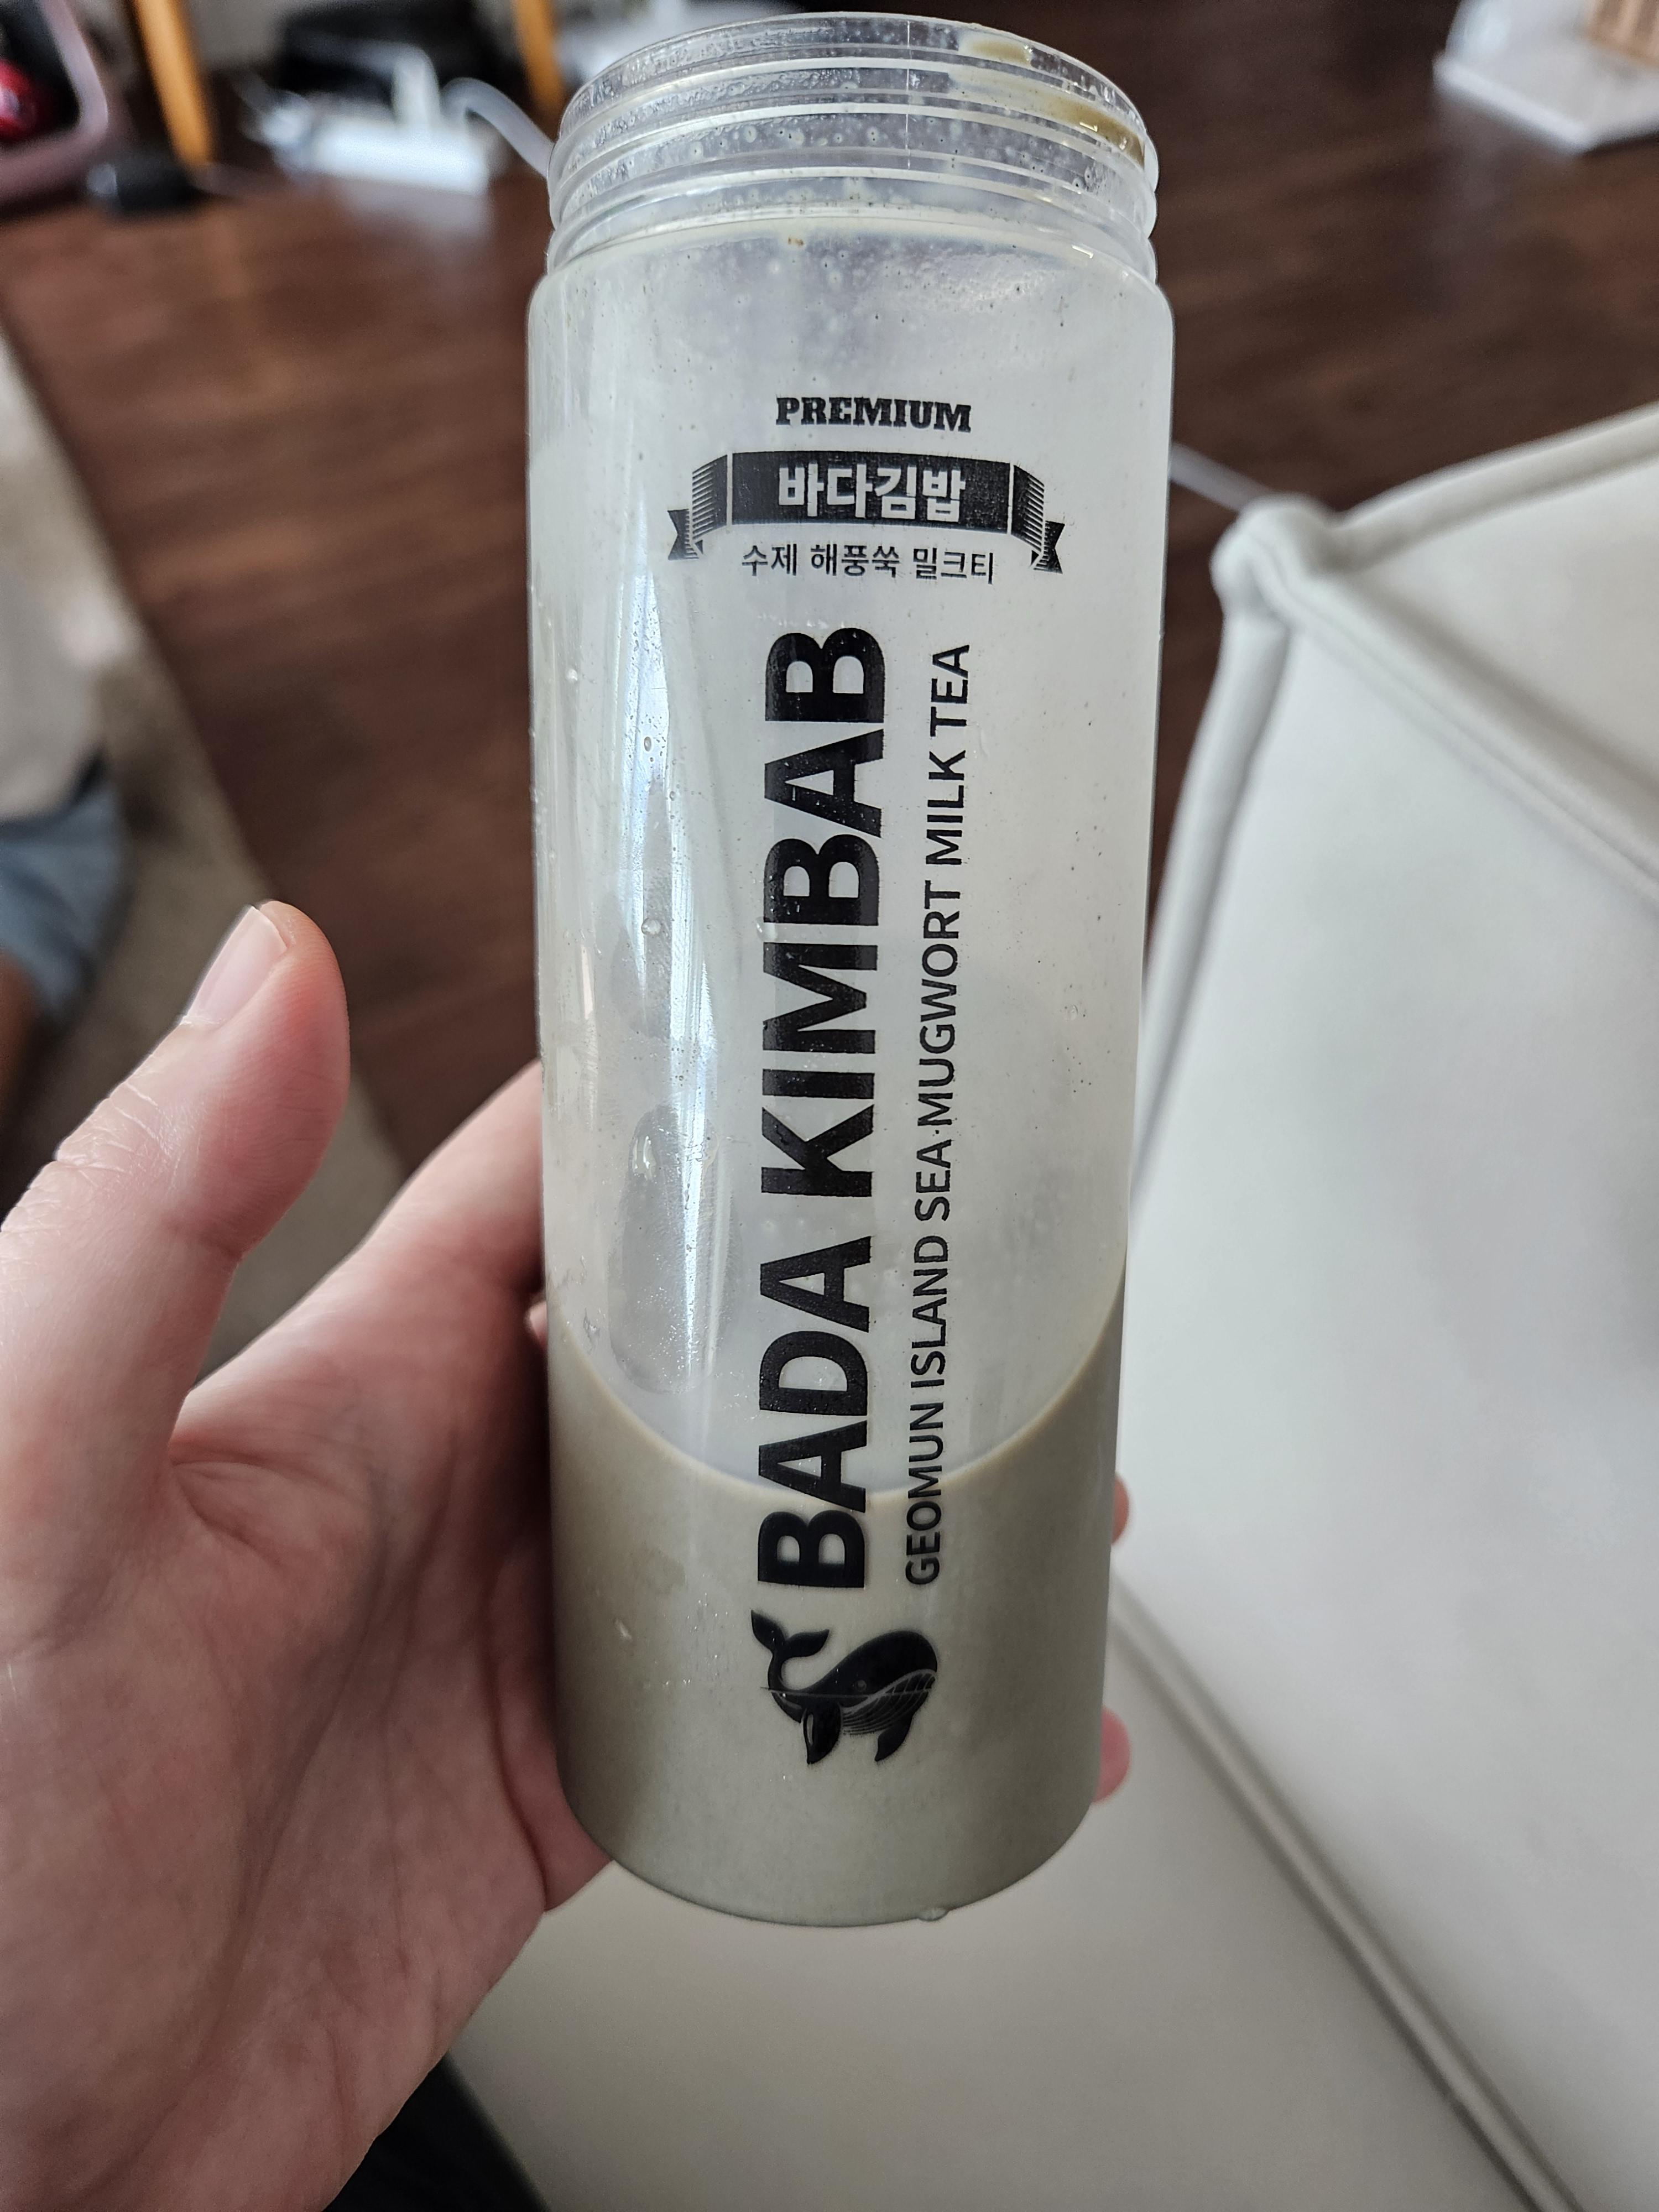 PREMIUM
바다김밥
수제 해풍쑥 밀크티
BADA KIMBAB
GEOMUN ISLAND SEA·MUGWORT MILK TEA